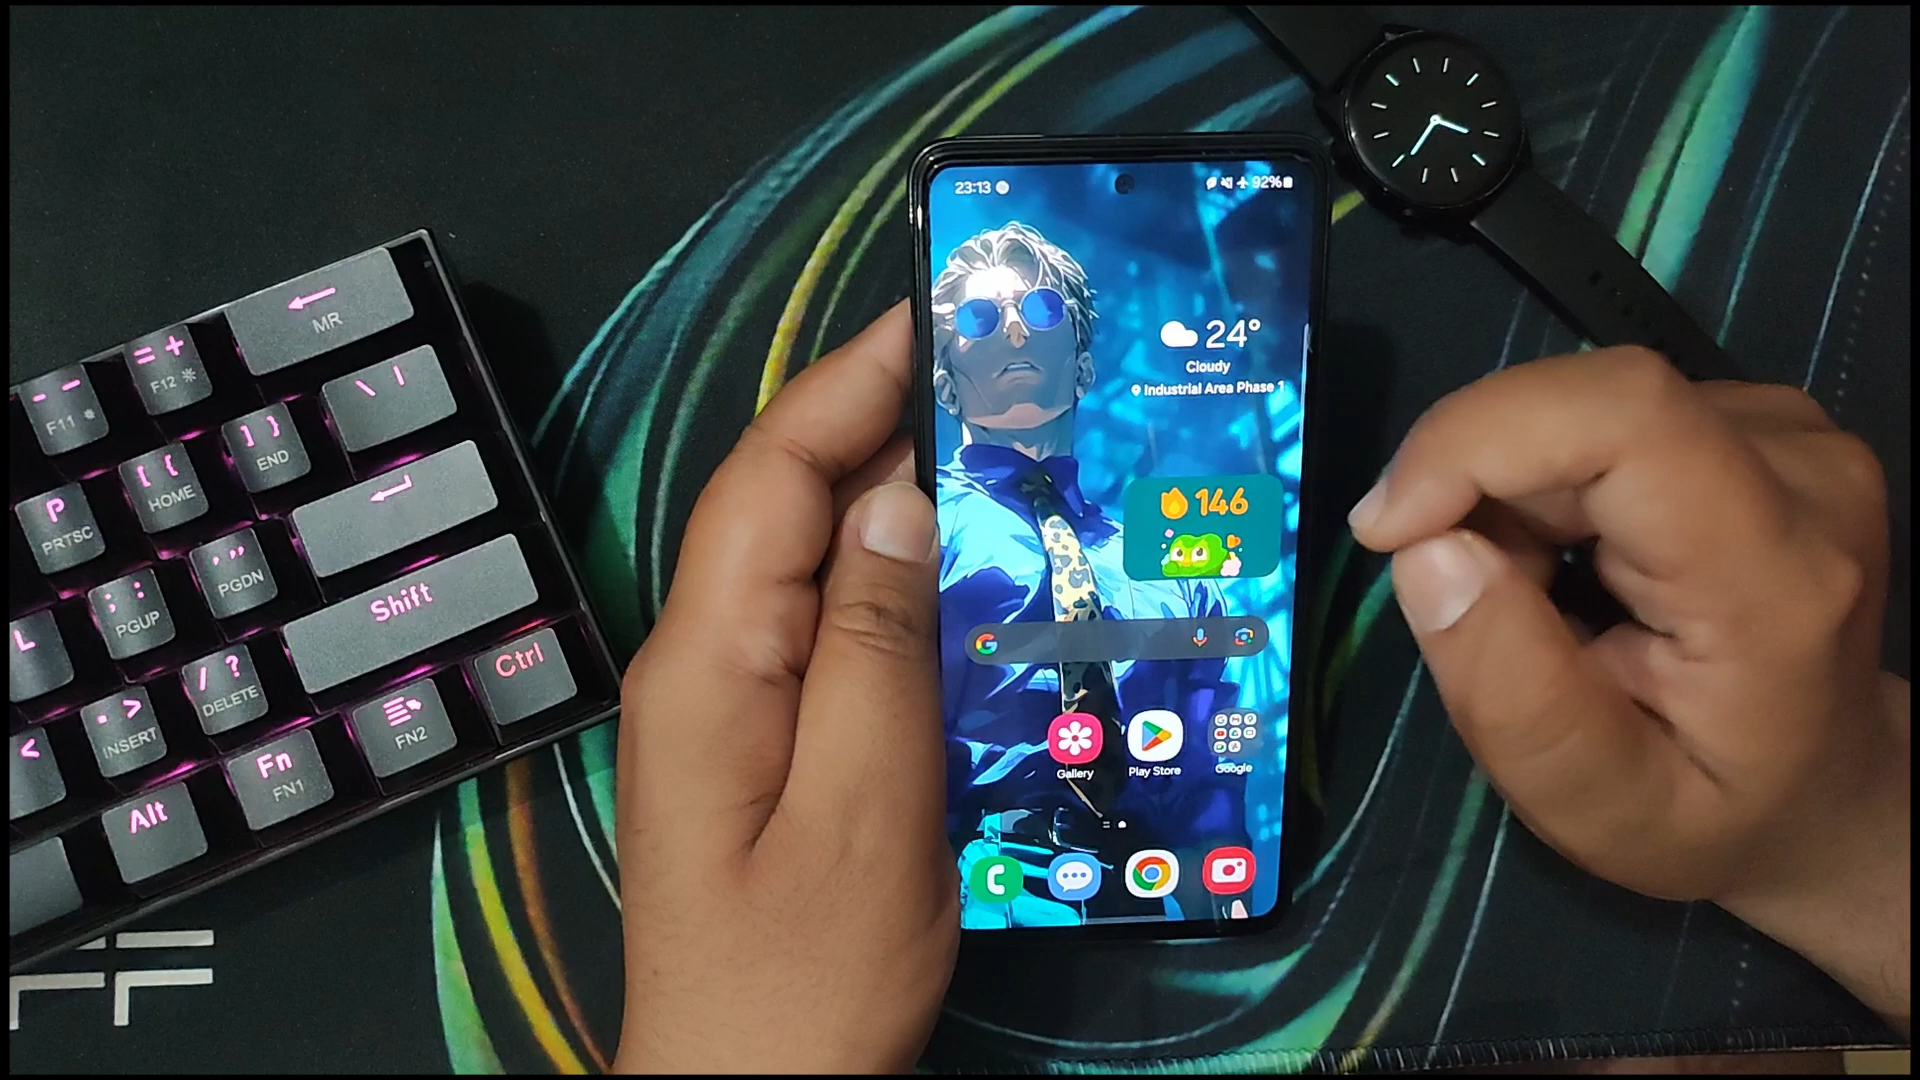 23:13
92%
24°
Cloudy
Industrial Area Phase 1
146
G
Gallery
Play Store
Google
MR
- -
F11
= +
F12
\ |
] }
END
[ {
HOME
P
PRTSC
' "
PGDN
; :
PGUP
L
Shift
/ ?
DELETE
. >
INSERT
<
Ctrl
FN2
Fn
FN1
Alt